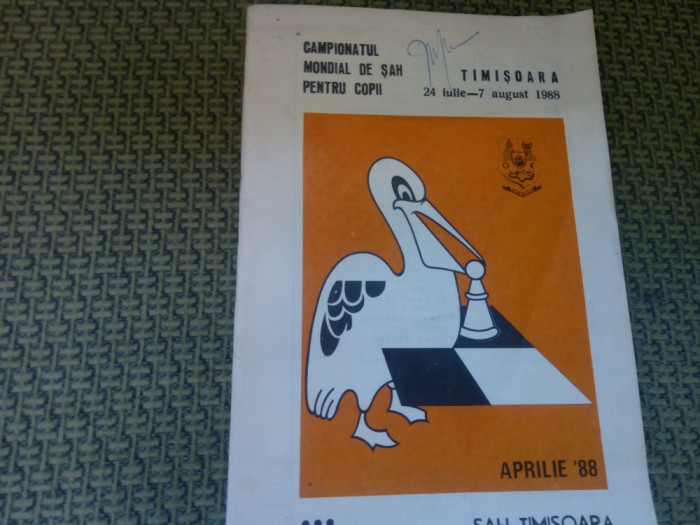 CAMPIONATUL
MONDIAL DE ȘAH
PENTRU COPII
TIMIȘOARA
24 iulie—7 august 1988
APRILIE '88
ȘAH TIMIȘOARA